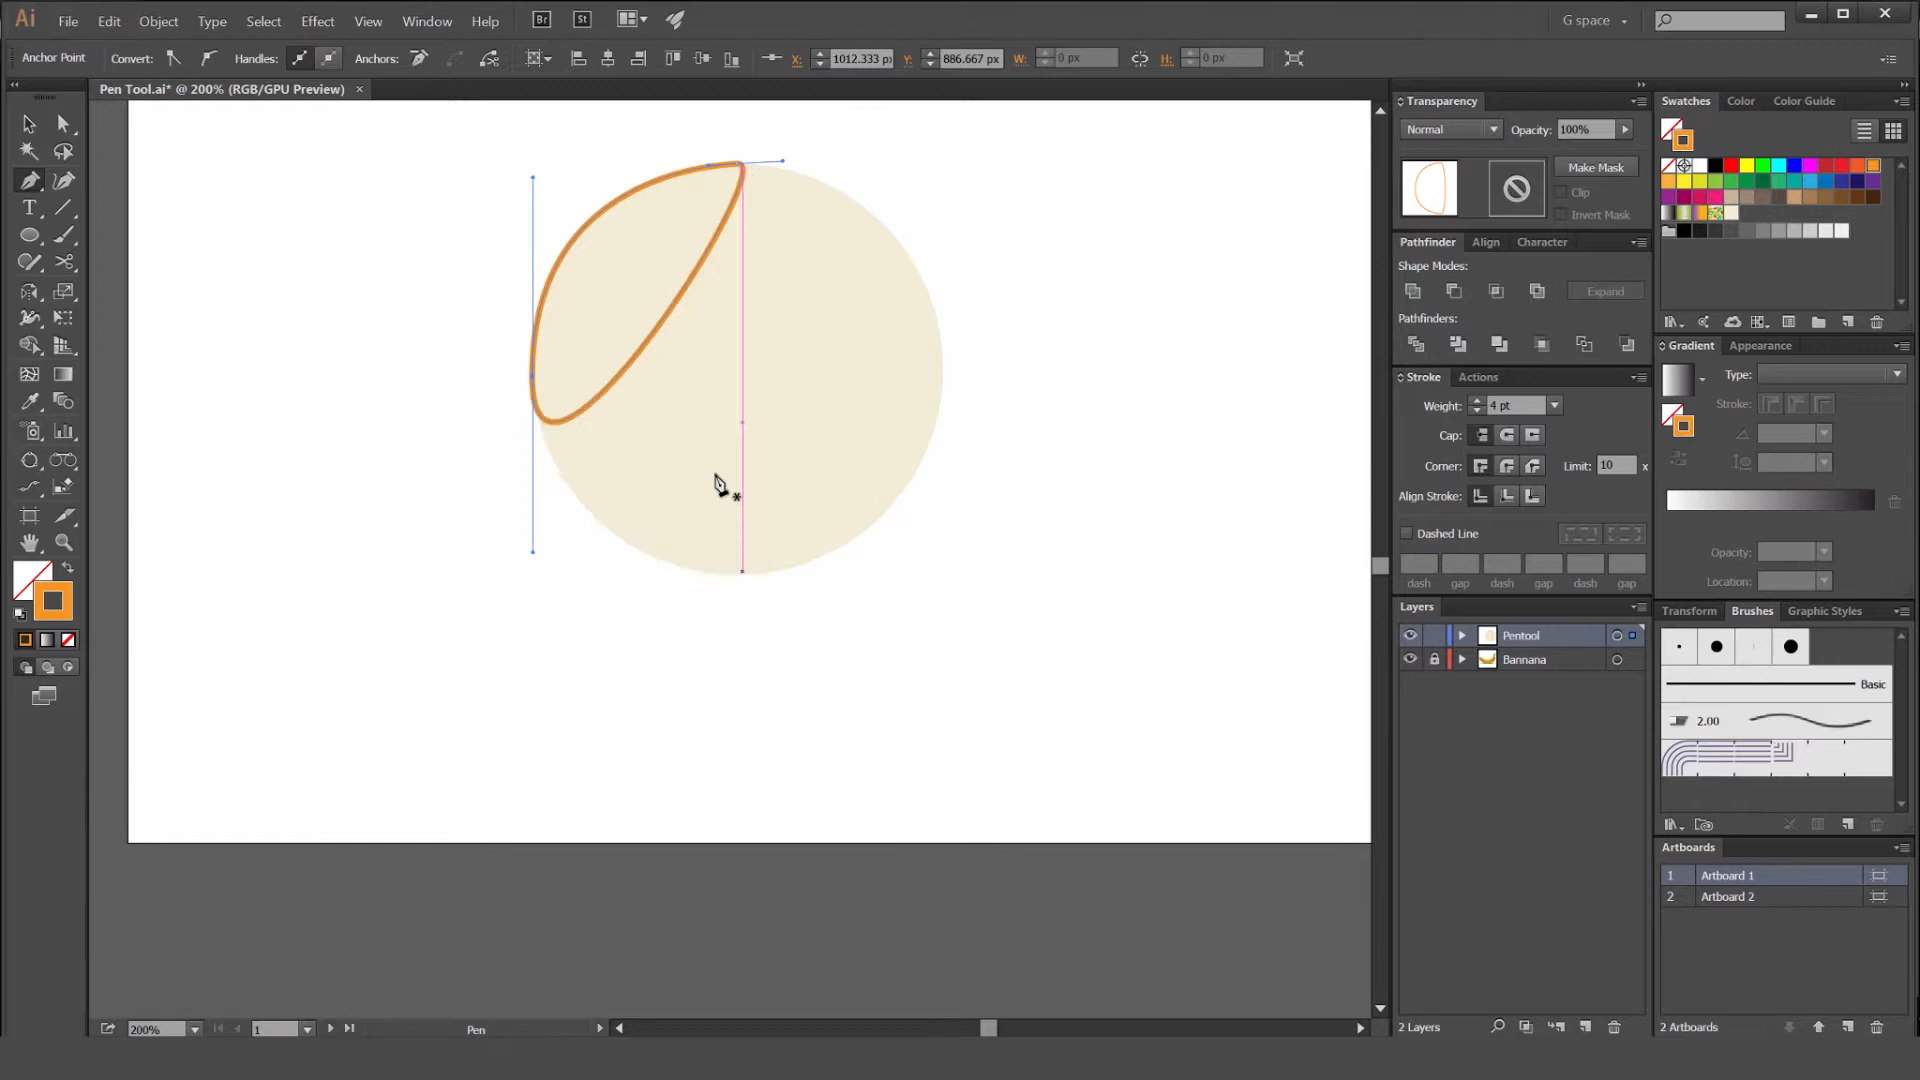 Ai File Edit Object Type Select Effect View Window Help Br St G space
Anchor Point Convert: Handles: Anchors: X: 1012.333 px Y: 886.667 px W: 0 px H: 0 px
Pen Tool.ai* @ 200% (RGB/GPU Preview) ×
Transparency
Normal Opacity: 100%
Make Mask
Clip
Invert Mask
Pathfinder Align Character
Shape Modes:
Expand
Pathfinders:
Stroke Actions
Weight: 4 pt
Cap:
Corner: Limit: 10 x
Align Stroke:
Dashed Line
dash gap dash gap dash gap
Layers
Pentool
Bannana
2 Layers
Swatches Color Color Guide
Gradient Appearance
Type:
Stroke:
Opacity:
Location:
Transform Brushes Graphic Styles
Basic
2.00
Artboards
1 Artboard 1
2 Artboard 2
2 Artboards
200% 1 Pen